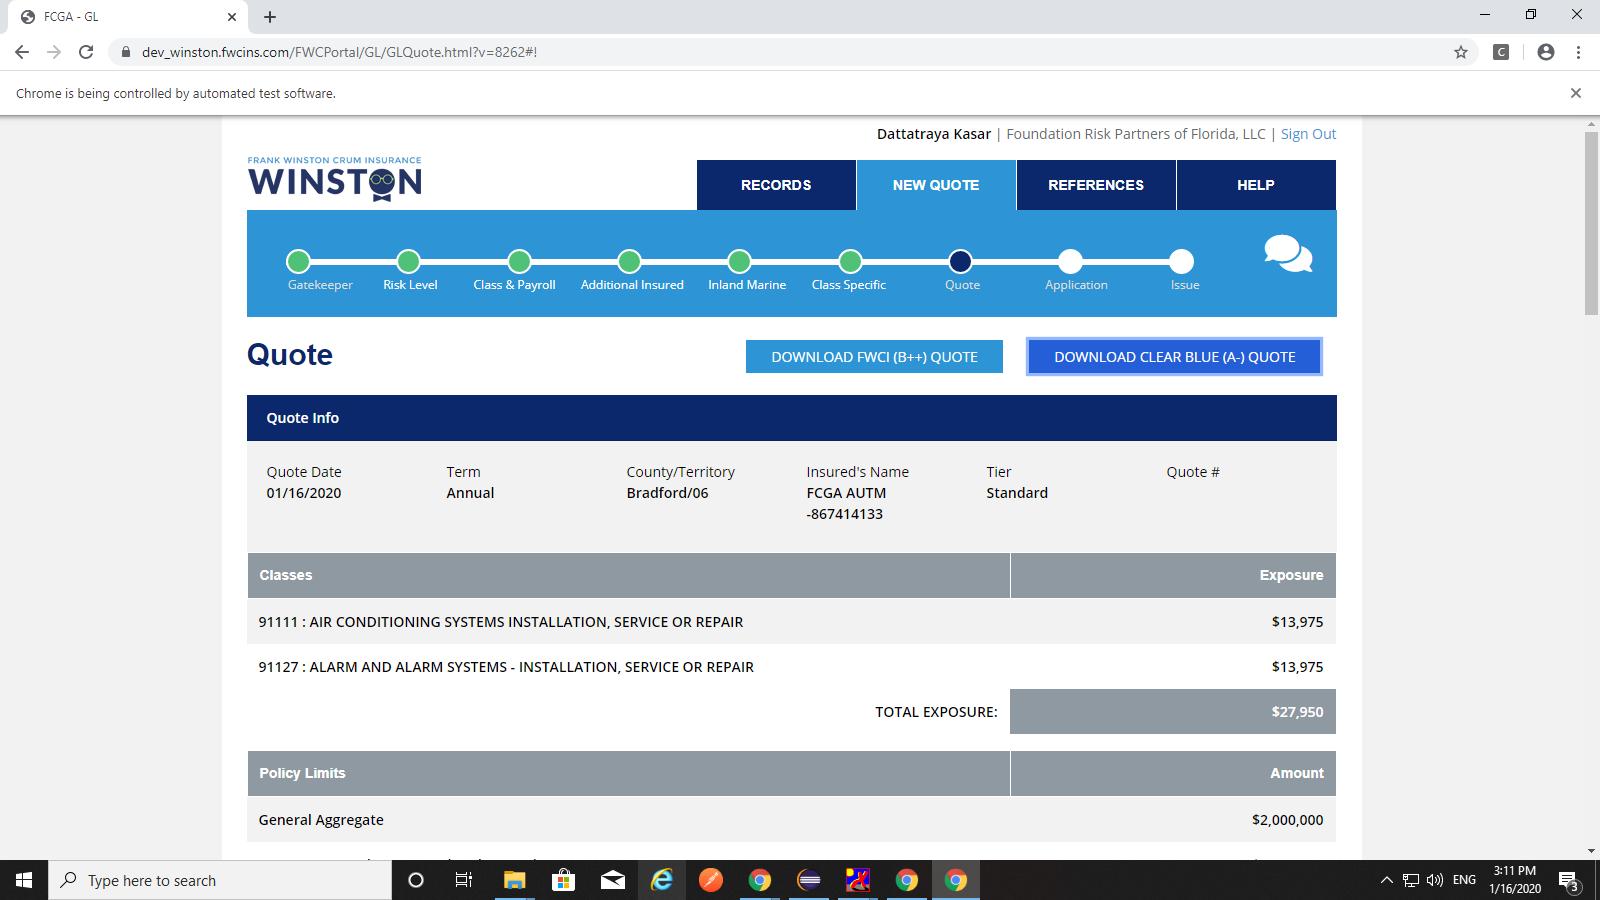 FCGA - GL
dev_winston.fwcins.com/FWCPortal/GL/GLQuote.html?v=8262#!
C
Chrome is being controlled by automated test software.
Dattatraya Kasar | Foundation Risk Partners of Florida, LLC | Sign Out
FRANK WINSTON CRUM INSURANCE
WINSTON
RECORDS NEW QUOTE REFERENCES HELP
Gatekeeper Risk Level Class & Payroll Additional Insured Inland Marine Class Specific Quote Application Issue
Quote
DOWNLOAD FWCI (B++) QUOTE DOWNLOAD CLEAR BLUE (A-) QUOTE
Quote Info
Quote Date Term County/Territory Insured's Name Tier Quote #
01/16/2020 Annual Bradford/06 FCGA AUTM Standard
-867414133
Classes Exposure
91111 : AIR CONDITIONING SYSTEMS INSTALLATION, SERVICE OR REPAIR $13,975
91127 : ALARM AND ALARM SYSTEMS - INSTALLATION, SERVICE OR REPAIR $13,975
TOTAL EXPOSURE: $27,950
Policy Limits Amount
General Aggregate $2,000,000
Type here to search
ENG
3:11 PM
1/16/2020
3